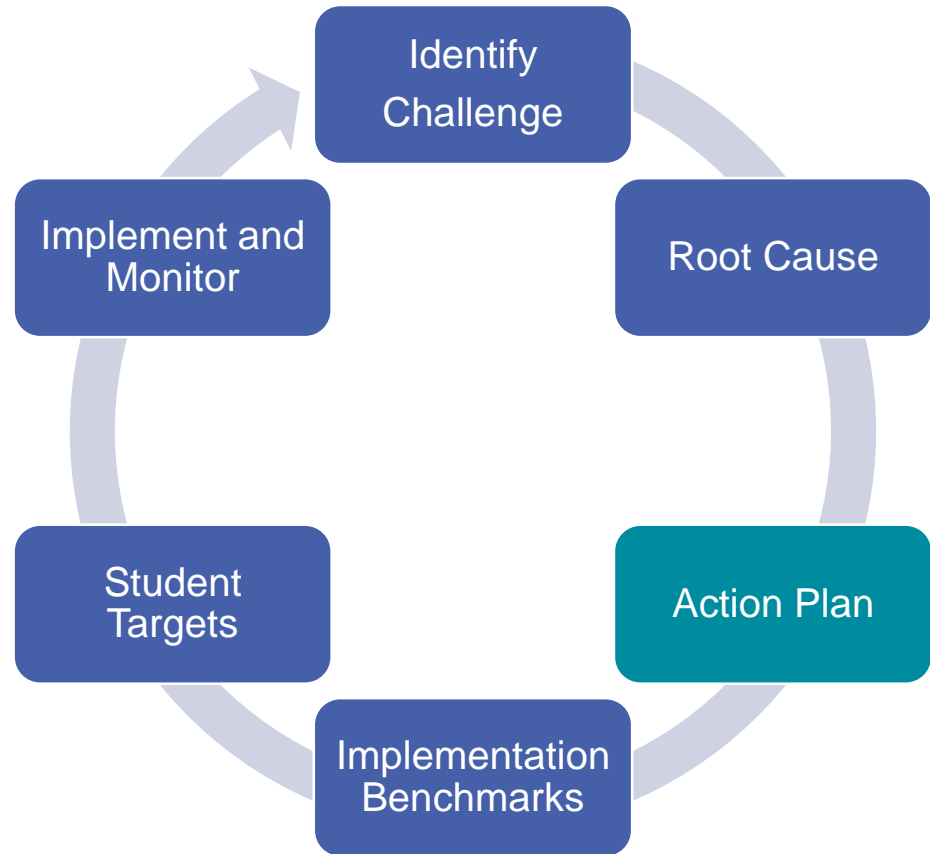 Identify
Challenge
Root Cause
Action Plan
Implementation
Benchmarks
Student
Targets
Implement and
Monitor